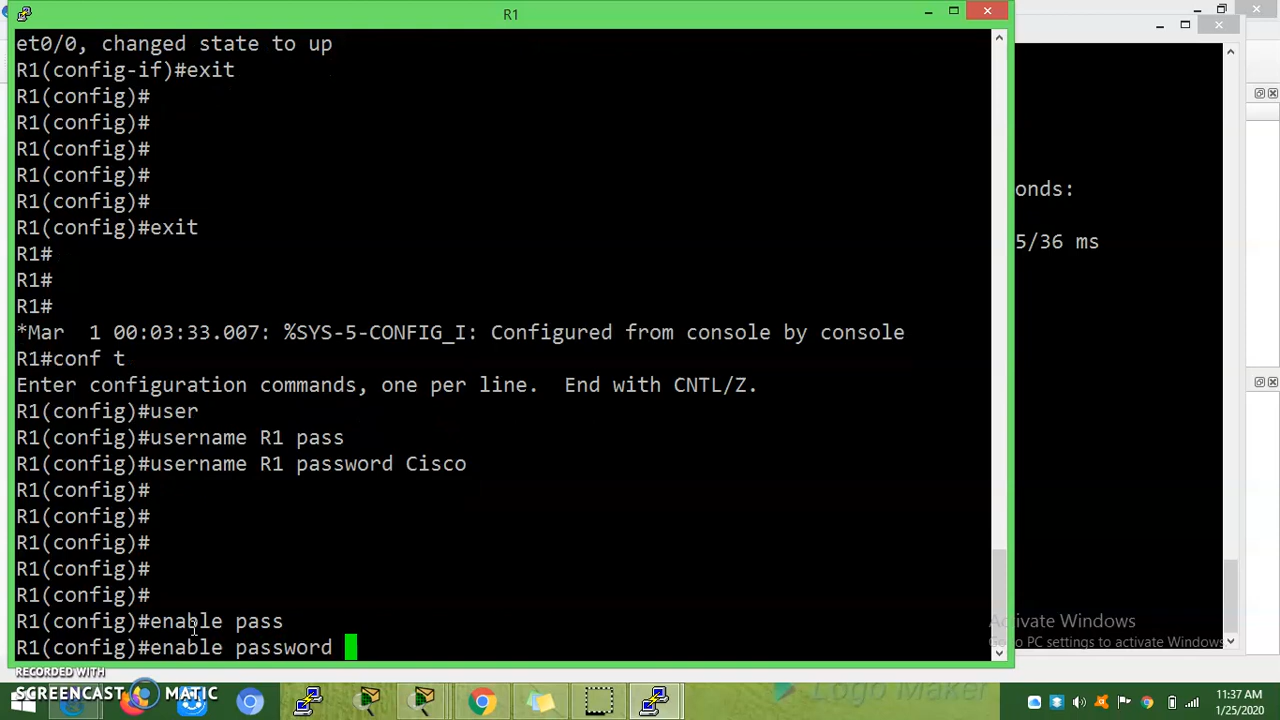 R1
et0/0, changed state to up
R1(config-if)#exit
R1(config)#
R1(config)#
R1(config)#
R1(config)#
R1(config)#
R1(config)#exit
R1#
R1#
R1#
*Mar  1 00:03:33.007: %SYS-5-CONFIG_I: Configured from console by console
R1#conf t
Enter configuration commands, one per line.  End with CNTL/Z.
R1(config)#user
R1(config)#username R1 pass
R1(config)#username R1 password Cisco
R1(config)#
R1(config)#
R1(config)#
R1(config)#
R1(config)#
R1(config)#enable pass
R1(config)#enable password
onds:
5/36 ms
Activate Windows
Go to PC settings to activate Windows.
RECORDED WITH
SCREENCAST MATIC
Logo Maker
11:37 AM
1/25/2020